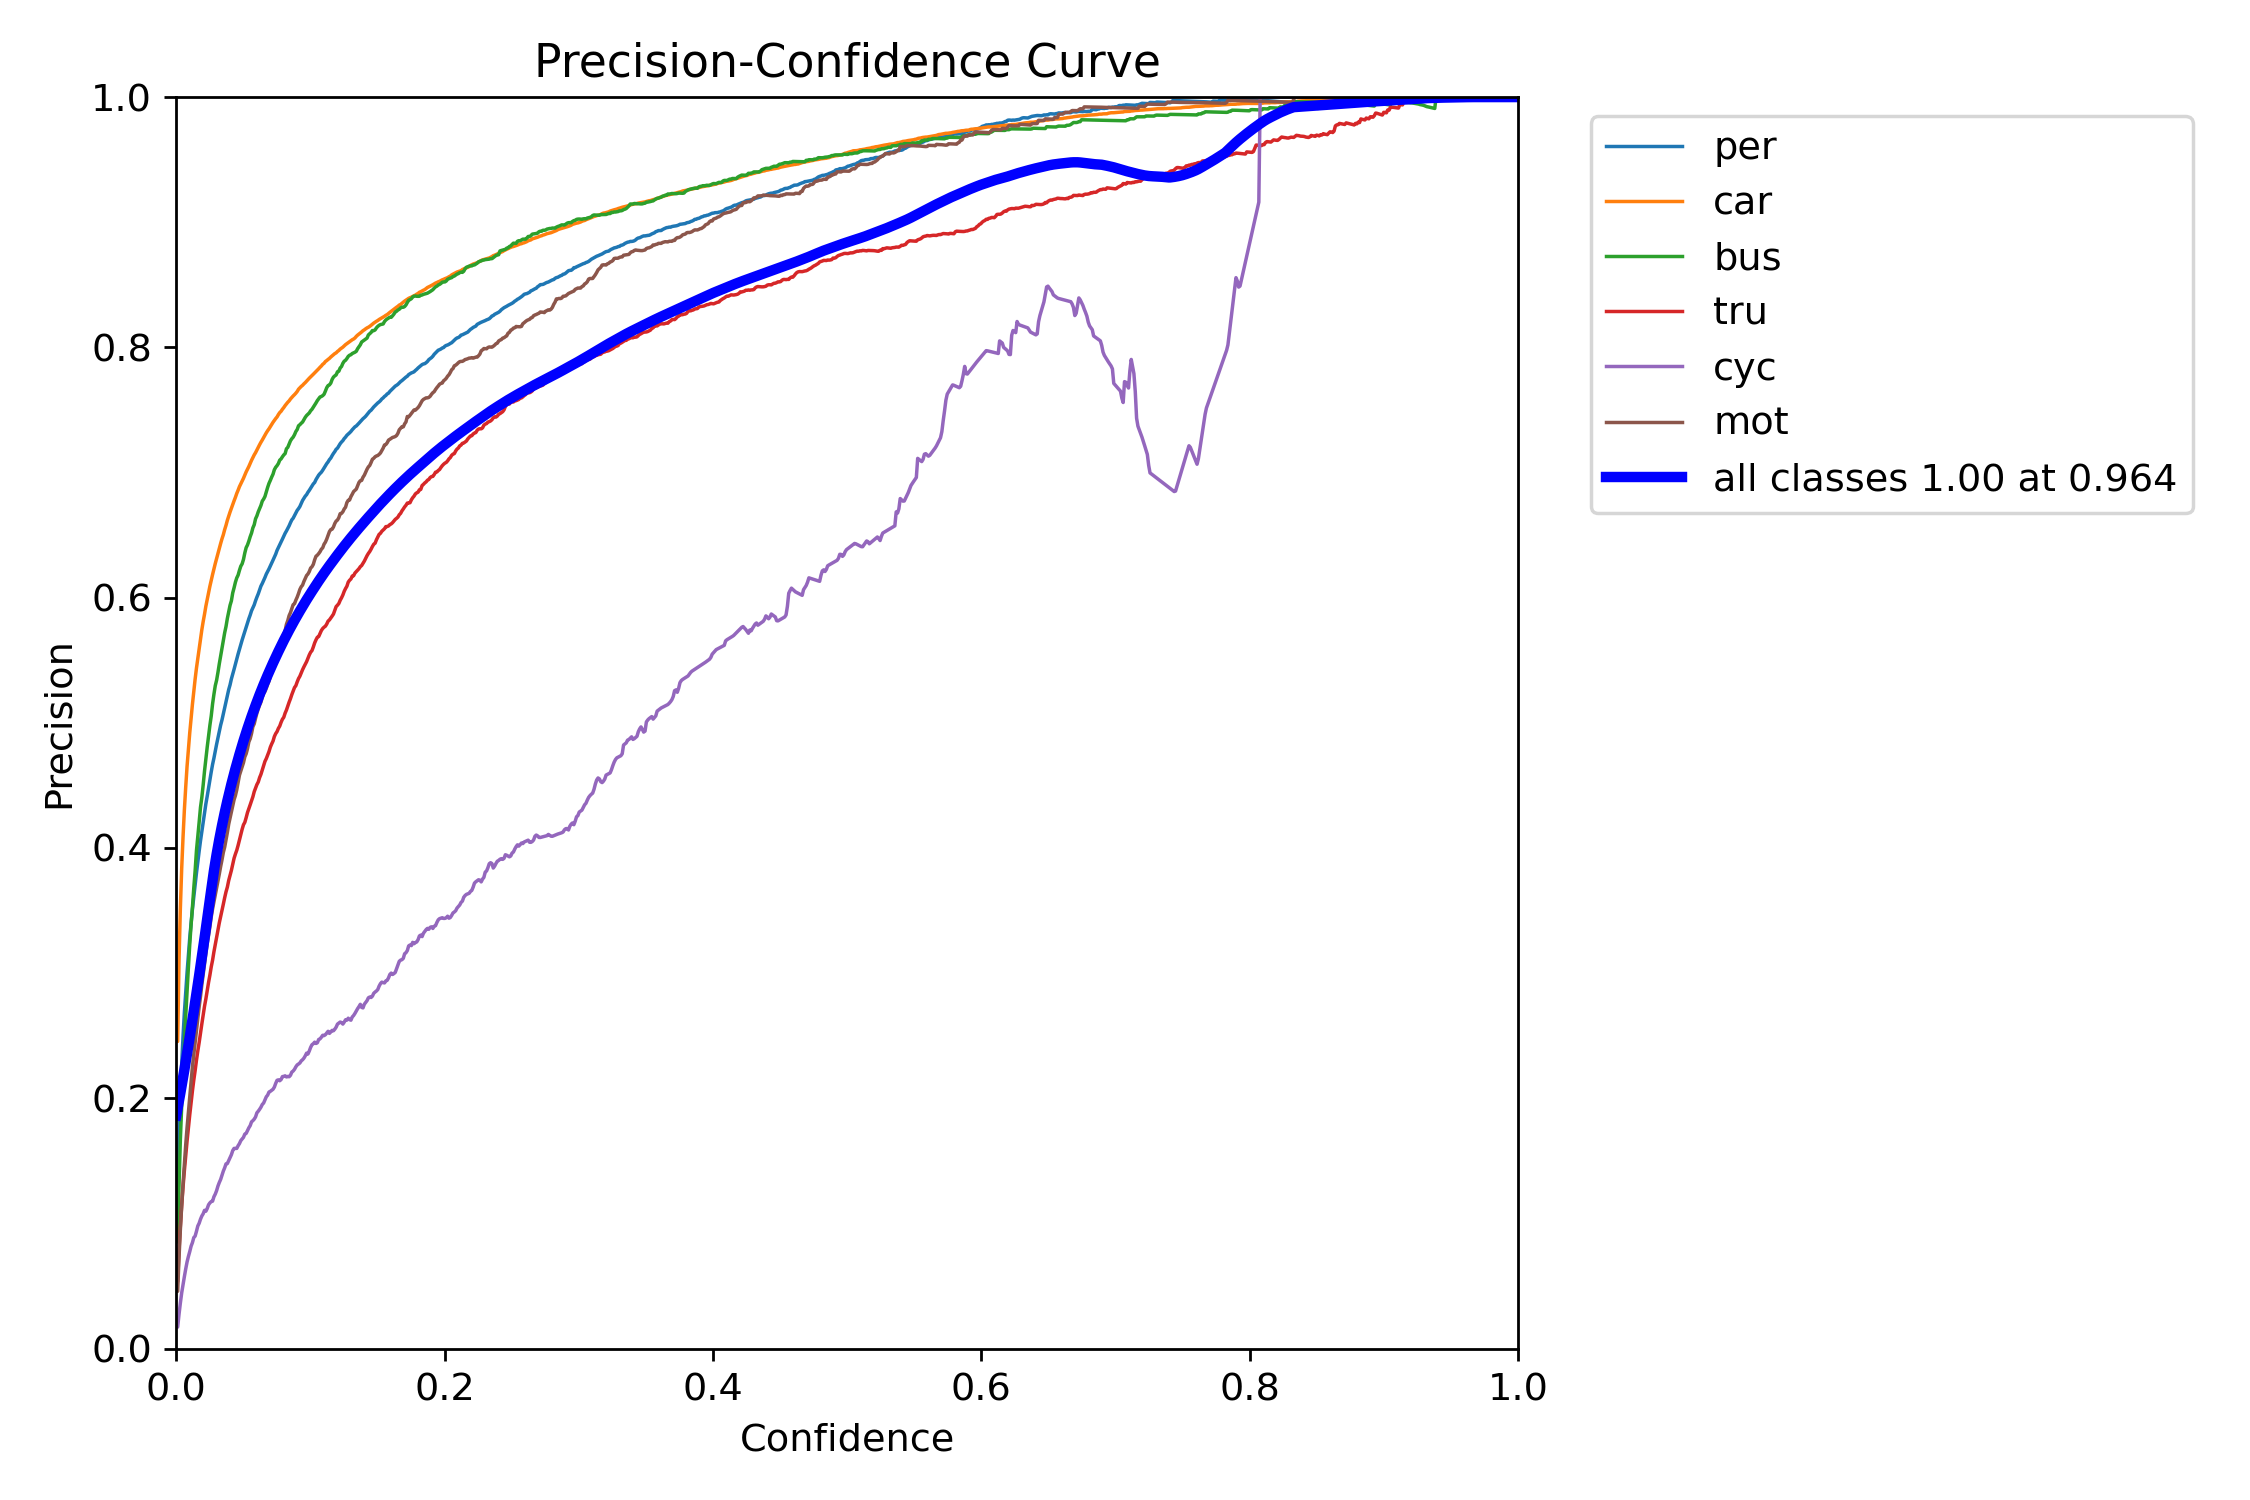 Precision-Confidence Curve
1.0
0.8
0.6
0.4
0.2
0.0
Precision
0.0 0.2 0.4 0.6 0.8 1.0
Confidence
per
car
bus
tru
cyc
mot
all classes 1.00 at 0.964